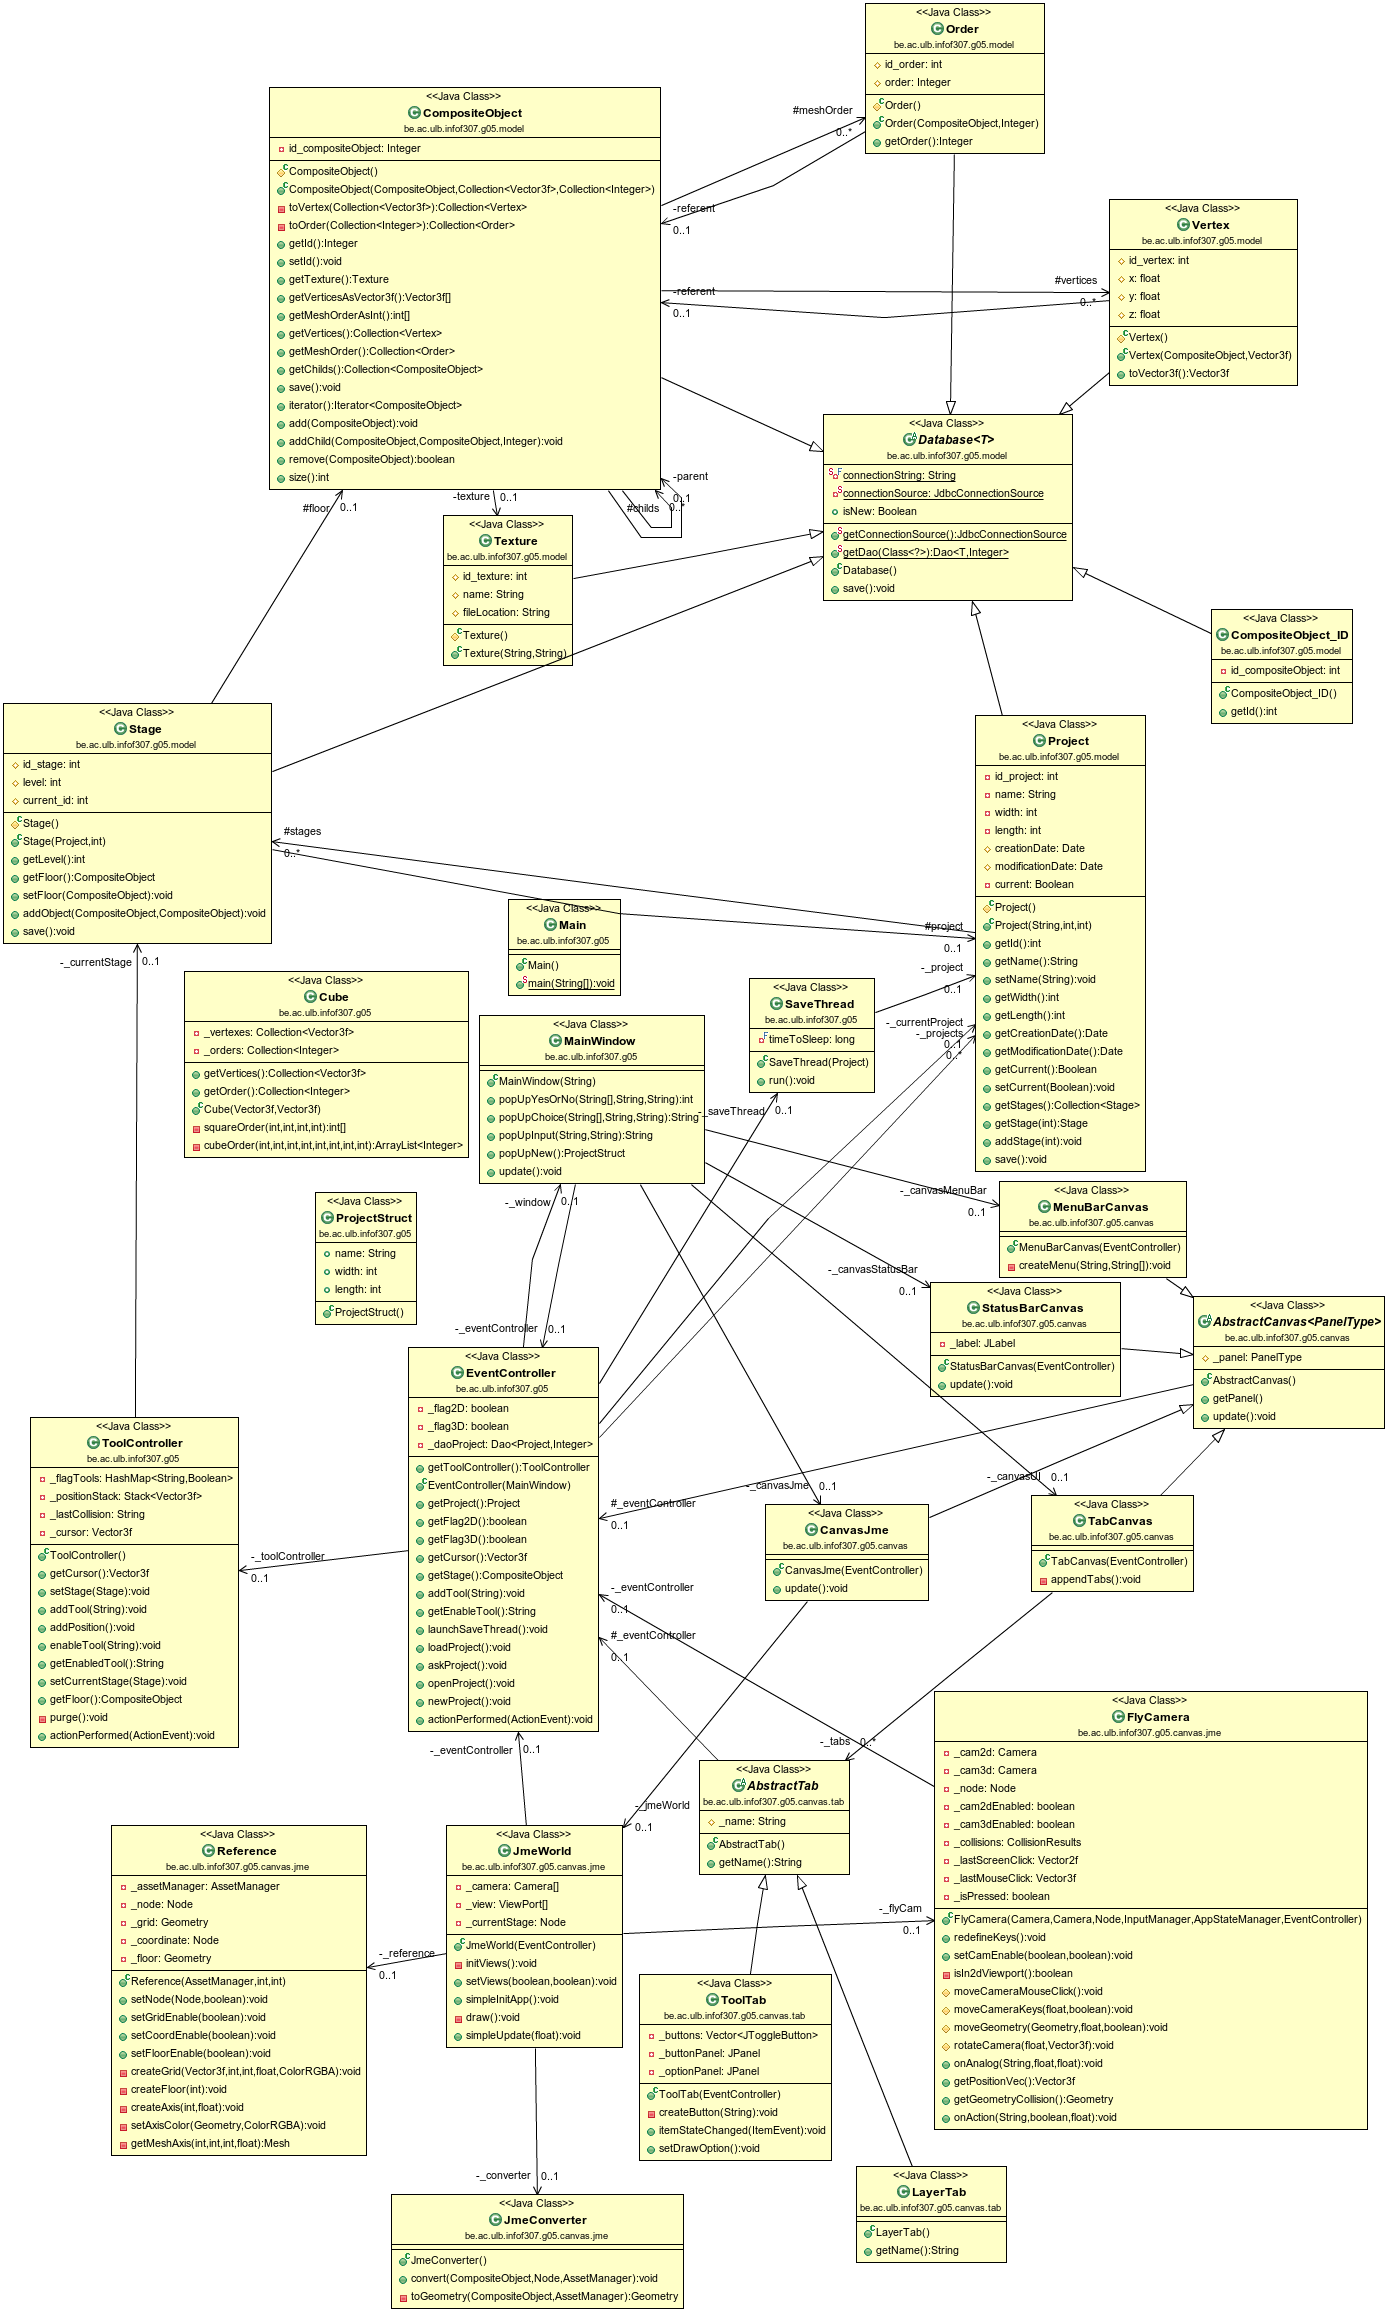 <<Java Class>>
Order
be.ac.ulb.infof307.g05.model
id_order: int
order: Integer
Order()
Order(CompositeObject,Integer)
getOrder():Integer
<<Java Class>>
CompositeObject
be.ac.ulb.infof307.g05.model
id_compositeObject: Integer
CompositeObject()
CompositeObject(CompositeObject,Collection<Vector3f>,Collection<Integer>)
toVertex(Collection<Vector3f>):Collection<Vertex>
toOrder(Collection<Integer>):Collection<Order>
getId():Integer
setId():void
getTexture():Texture
getVerticesAsVector3f():Vector3f[]
getMeshOrderAsInt():int[]
getVertices():Collection<Vertex>
getMeshOrder():Collection<Order>
getChilds():Collection<CompositeObject>
save():void
iterator():Iterator<CompositeObject>
add(CompositeObject):void
addChild(CompositeObject,CompositeObject,Integer):void
remove(CompositeObject):boolean
size():int
#meshOrder
0..*
-referent
0..1
-referent
0..1
#vertices
0..*
<<Java Class>>
Vertex
be.ac.ulb.infof307.g05.model
id_vertex: int
x: float
y: float
z: float
Vertex()
Vertex(CompositeObject,Vector3f)
toVector3f():Vector3f
<<Java Class>>
Database<T>
be.ac.ulb.infof307.g05.model
connectionString: String
connectionSource: JdbcConnectionSource
isNew: Boolean
getConnectionSource():JdbcConnectionSource
getDao(Class<?>):Dao<T,Integer>
Database()
save():void
-parent
0..1
#childs
0..*
-texture
0..1
#floor
0..1
<<Java Class>>
Texture
be.ac.ulb.infof307.g05.model
id_texture: int
name: String
fileLocation: String
Texture()
Texture(String,String)
<<Java Class>>
CompositeObject_ID
be.ac.ulb.infof307.g05.model
id_compositeObject: int
CompositeObject_ID()
getId():int
<<Java Class>>
Stage
be.ac.ulb.infof307.g05.model
id_stage: int
level: int
current_id: int
Stage()
Stage(Project,int)
getLevel():int
getFloor():CompositeObject
setFloor(CompositeObject):void
addObject(CompositeObject,CompositeObject):void
save():void
#stages
0..*
<<Java Class>>
Project
be.ac.ulb.infof307.g05.model
id_project: int
name: String
width: int
length: int
creationDate: Date
modificationDate: Date
current: Boolean
Project()
Project(String,int,int)
getId():int
getName():String
setName(String):void
getWidth():int
getLength():int
getCreationDate():Date
getModificationDate():Date
getCurrent():Boolean
setCurrent(Boolean):void
getStages():Collection<Stage>
getStage(int):Stage
addStage(int):void
save():void
#project
0..1
-_project
0..1
-_currentProject
0..1
-_projects
0..*
<<Java Class>>
Main
be.ac.ulb.infof307.g05
Main()
main(String[]):void
-_currentStage
0..1
<<Java Class>>
Cube
be.ac.ulb.infof307.g05
_vertexes: Collection<Vector3f>
_orders: Collection<Integer>
getVertices():Collection<Vector3f>
getOrder():Collection<Integer>
Cube(Vector3f,Vector3f)
squareOrder(int,int,int,int):int[]
cubeOrder(int,int,int,int,int,int,int,int):ArrayList<Integer>
<<Java Class>>
SaveThread
be.ac.ulb.infof307.g05
timeToSleep: long
SaveThread(Project)
run():void
<<Java Class>>
MainWindow
be.ac.ulb.infof307.g05
MainWindow(String)
popUpYesOrNo(String[],String,String):int
popUpChoice(String[],String,String):String
popUpInput(String,String):String
popUpNew():ProjectStruct
update():void
-_saveThread
0..1
<<Java Class>>
ProjectStruct
be.ac.ulb.infof307.g05
name: String
width: int
length: int
ProjectStruct()
-_window
0..1
-_eventController
0..1
-_canvasMenuBar
0..1
<<Java Class>>
MenuBarCanvas
be.ac.ulb.infof307.g05.canvas
MenuBarCanvas(EventController)
createMenu(String,String[]):void
-_canvasStatusBar
0..1
<<Java Class>>
StatusBarCanvas
be.ac.ulb.infof307.g05.canvas
_label: JLabel
StatusBarCanvas(EventController)
update():void
<<Java Class>>
AbstractCanvas<PanelType>
be.ac.ulb.infof307.g05.canvas
_panel: PanelType
AbstractCanvas()
getPanel()
update():void
<<Java Class>>
EventController
be.ac.ulb.infof307.g05
_flag2D: boolean
_flag3D: boolean
_daoProject: Dao<Project,Integer>
getToolController():ToolController
EventController(MainWindow)
getProject():Project
getFlag2D():boolean
getFlag3D():boolean
getCursor():Vector3f
getStage():CompositeObject
addTool(String):void
getEnableTool():String
launchSaveThread():void
loadProject():void
askProject():void
openProject():void
newProject():void
actionPerformed(ActionEvent):void
<<Java Class>>
ToolController
be.ac.ulb.infof307.g05
_flagTools: HashMap<String,Boolean>
_positionStack: Stack<Vector3f>
_lastCollision: String
_cursor: Vector3f
ToolController()
getCursor():Vector3f
setStage(Stage):void
addTool(String):void
addPosition():void
enableTool(String):void
getEnabledTool():String
setCurrentStage(Stage):void
getFloor():CompositeObject
purge():void
actionPerformed(ActionEvent):void
-_toolController
0..1
#_eventController
0..1
-_canvasJme
0..1
-_canvasUI
0..1
<<Java Class>>
CanvasJme
be.ac.ulb.infof307.g05.canvas
CanvasJme(EventController)
update():void
<<Java Class>>
TabCanvas
be.ac.ulb.infof307.g05.canvas
TabCanvas(EventController)
appendTabs():void
-_eventController
0..1
#_eventController
0..1
-_eventController
0..1
-_tabs
0..*
-_jmeWorld
0..1
<<Java Class>>
AbstractTab
be.ac.ulb.infof307.g05.canvas.tab
_name: String
AbstractTab()
getName():String
<<Java Class>>
FlyCamera
be.ac.ulb.infof307.g05.canvas.jme
_cam2d: Camera
_cam3d: Camera
_node: Node
_cam2dEnabled: boolean
_cam3dEnabled: boolean
_collisions: CollisionResults
_lastScreenClick: Vector2f
_lastMouseClick: Vector3f
_isPressed: boolean
FlyCamera(Camera,Camera,Node,InputManager,AppStateManager,EventController)
redefineKeys():void
setCamEnable(boolean,boolean):void
isIn2dViewport():boolean
moveCameraMouseClick():void
moveCameraKeys(float,boolean):void
moveGeometry(Geometry,float,boolean):void
rotateCamera(float,Vector3f):void
onAnalog(String,float,float):void
getPositionVec():Vector3f
getGeometryCollision():Geometry
onAction(String,boolean,float):void
<<Java Class>>
Reference
be.ac.ulb.infof307.g05.canvas.jme
_assetManager: AssetManager
_node: Node
_grid: Geometry
_coordinate: Node
_floor: Geometry
Reference(AssetManager,int,int)
setNode(Node,boolean):void
setGridEnable(boolean):void
setCoordEnable(boolean):void
setFloorEnable(boolean):void
createGrid(Vector3f,int,int,float,ColorRGBA):void
createFloor(int):void
createAxis(int,float):void
setAxisColor(Geometry,ColorRGBA):void
getMeshAxis(int,int,int,float):Mesh
<<Java Class>>
JmeWorld
be.ac.ulb.infof307.g05.canvas.jme
_camera: Camera[]
_view: ViewPort[]
_currentStage: Node
JmeWorld(EventController)
initViews():void
setViews(boolean,boolean):void
simpleInitApp():void
draw():void
simpleUpdate(float):void
-_flyCam
0..1
-_reference
0..1
<<Java Class>>
ToolTab
be.ac.ulb.infof307.g05.canvas.tab
_buttons: Vector<JToggleButton>
_buttonPanel: JPanel
_optionPanel: JPanel
ToolTab(EventController)
createButton(String):void
itemStateChanged(ItemEvent):void
setDrawOption():void
-_converter
0..1
<<Java Class>>
LayerTab
be.ac.ulb.infof307.g05.canvas.tab
LayerTab()
getName():String
<<Java Class>>
JmeConverter
be.ac.ulb.infof307.g05.canvas.jme
JmeConverter()
convert(CompositeObject,Node,AssetManager):void
toGeometry(CompositeObject,AssetManager):Geometry